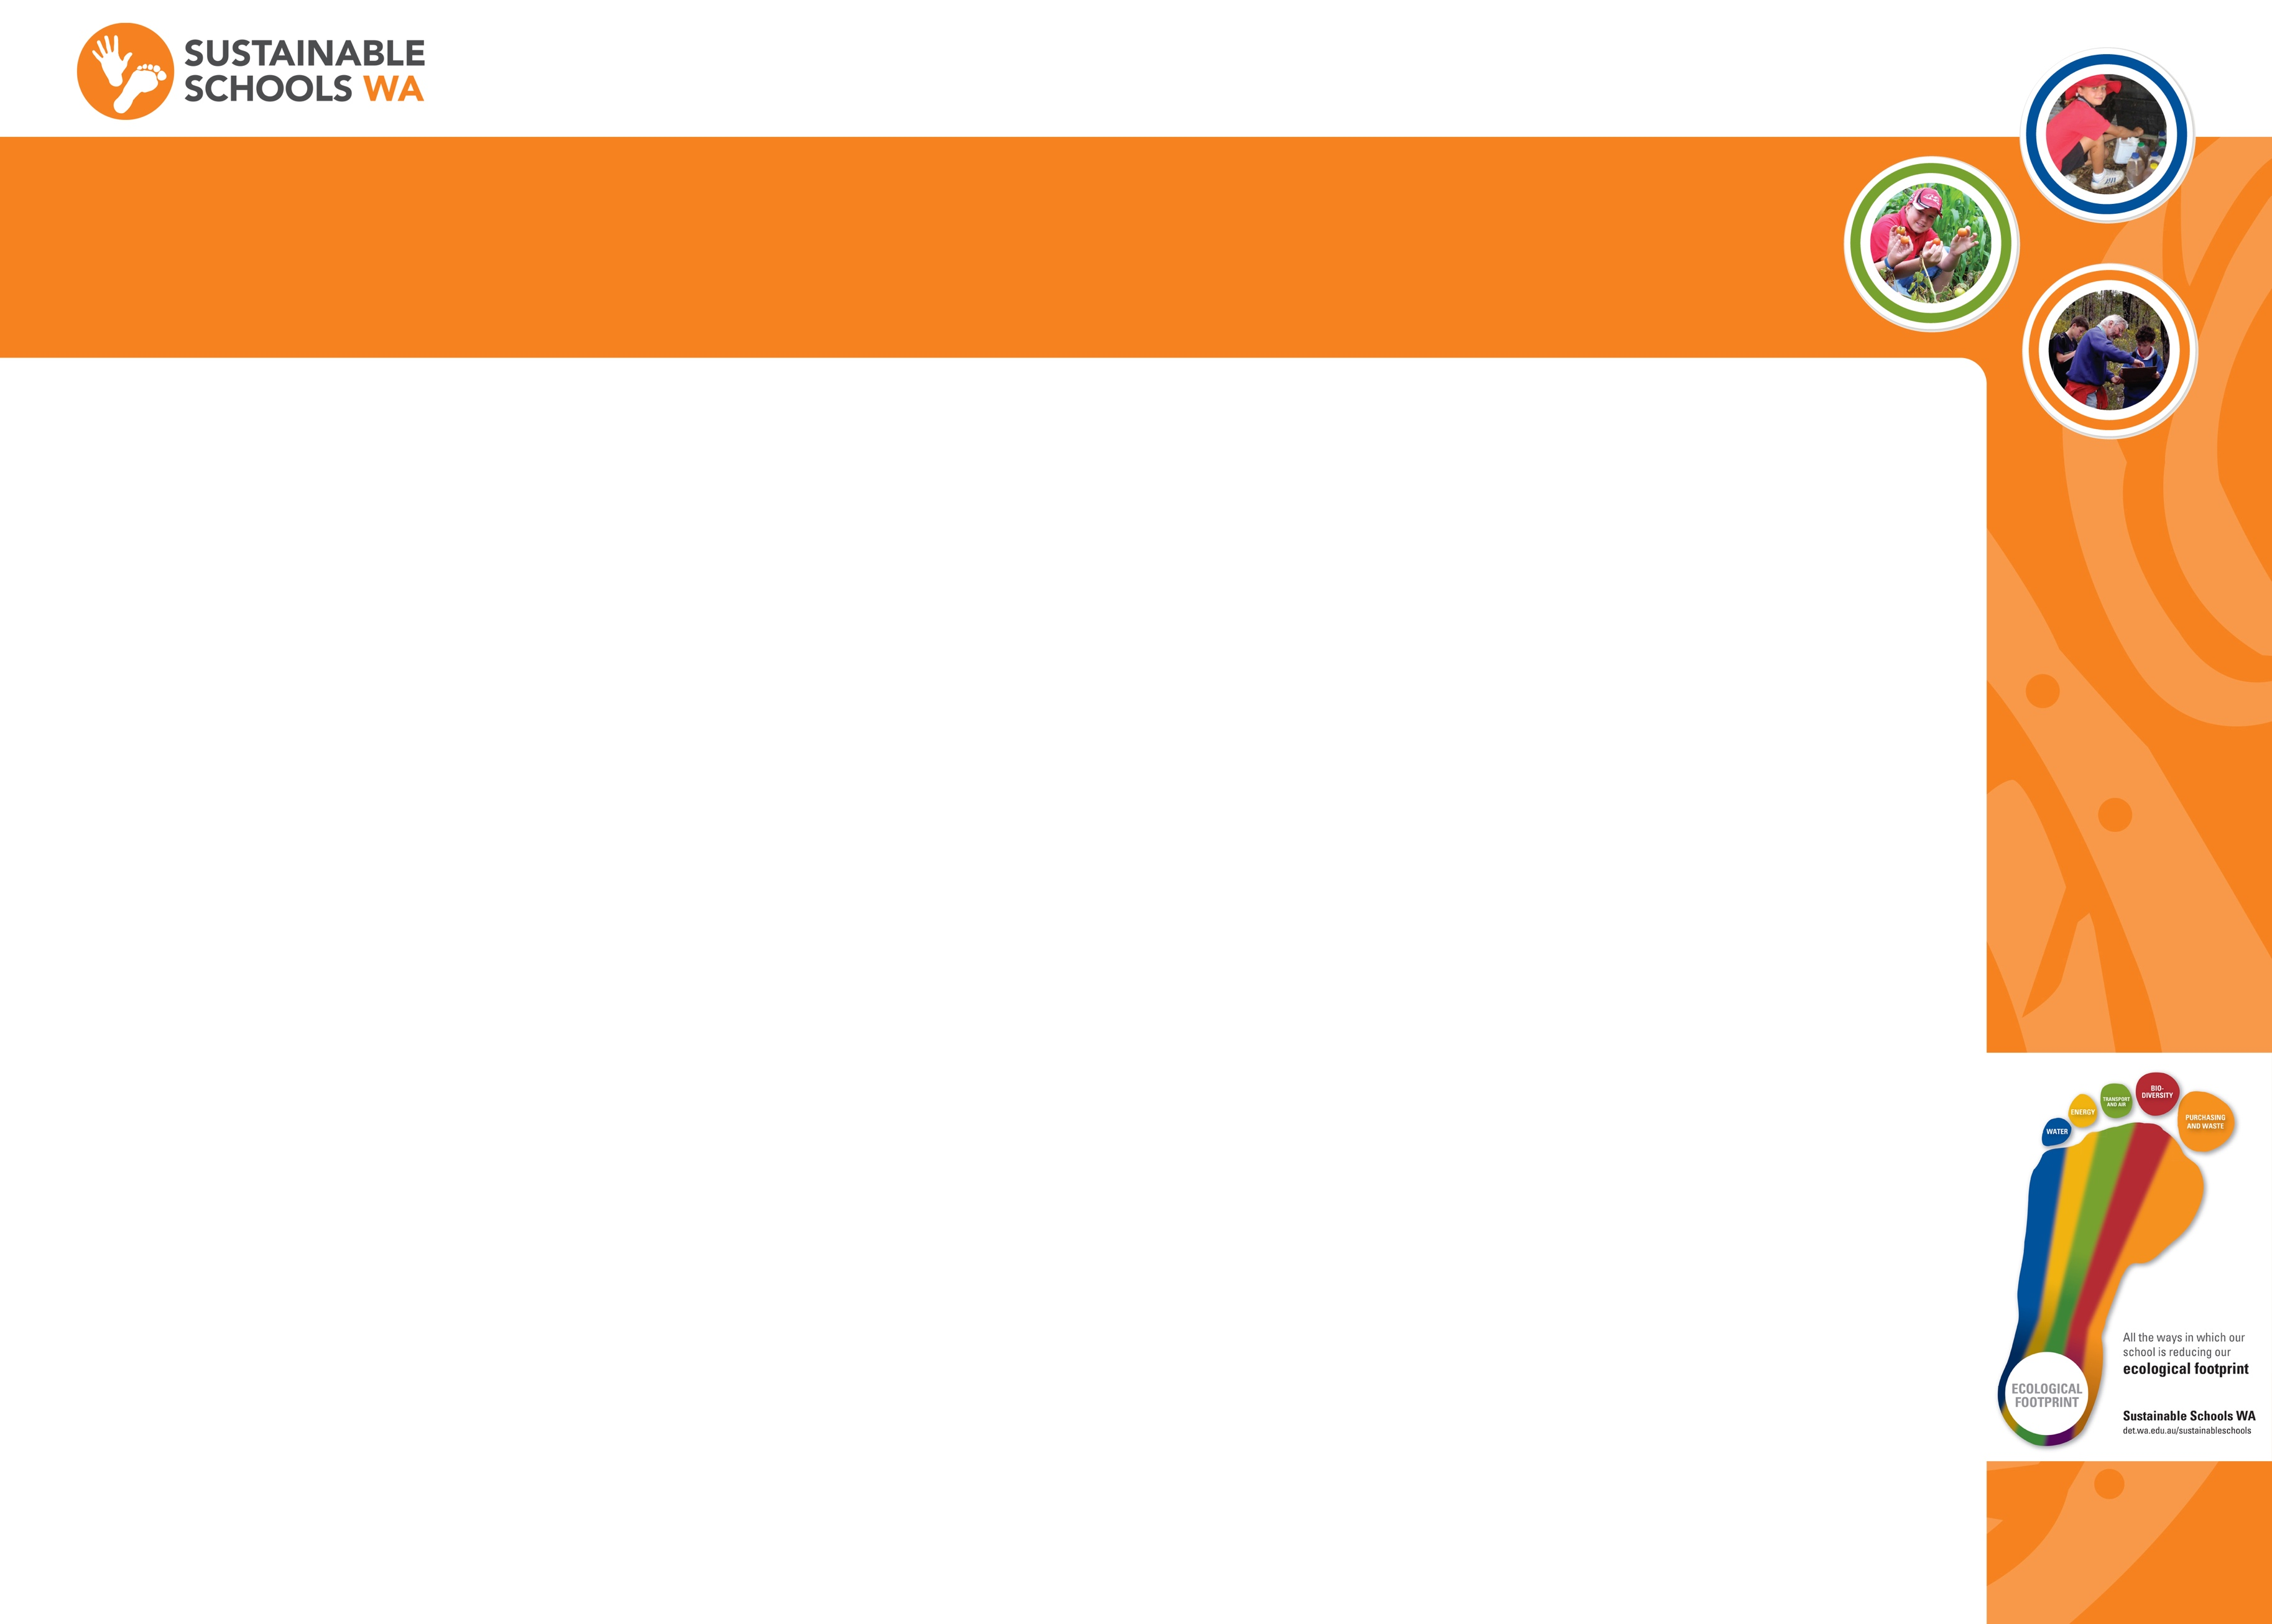 SUSTAINABLE
SCHOOLS WA
WATER
ENERGY
TRANSPORT
AND AIR
BIO-
DIVERSITY
PURCHASING
AND WASTE
All the ways in which our
school is reducing our
ecological footprint
ECOLOGICAL
FOOTPRINT
Sustainable Schools WA
det.wa.edu.au/sustainableschools